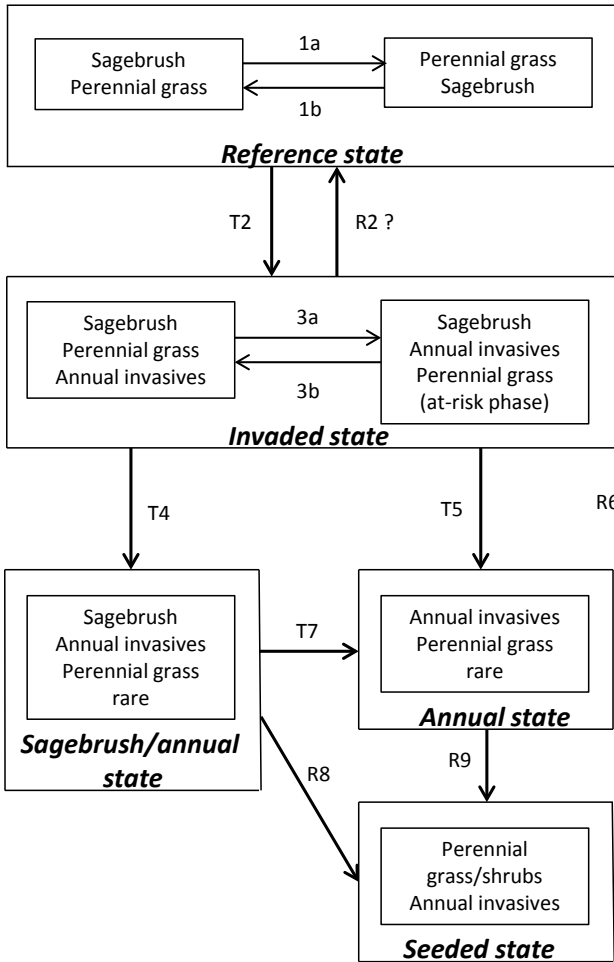 Sagebrush
Perennial grass
1a
1b
Perennial grass
Sagebrush
Reference state
T2
R2 ?
Sagebrush
Perennial grass
Annual invasives
3a
3b
Sagebrush
Annual invasives
Perennial grass
(at-risk phase)
Invaded state
T4
T5
R6
Sagebrush
Annual invasives
Perennial grass
rare
Sagebrush/annual
state
T7
Annual invasives
Perennial grass
rare
Annual state
R8
R9
Perennial
grass/shrubs
Annual invasives
Seeded state